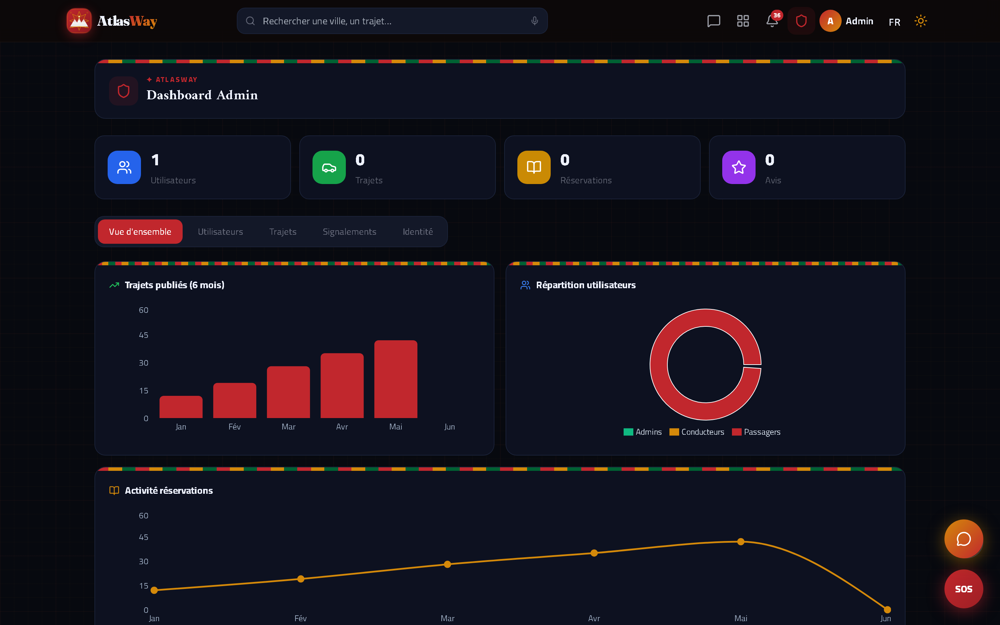 AtlasWay
Rechercher une ville, un trajet...
36
A
Admin
FR
✦ ATLASWAY
Dashboard Admin
1
Utilisateurs
0
Trajets
0
Réservations
0
Avis
Vue d'ensemble
Utilisateurs
Trajets
Signalements
Identité
Trajets publiés (6 mois)
60
45
30
15
0
Jan
Fév
Mar
Avr
Mai
Jun
Répartition utilisateurs
Admins
Conducteurs
Passagers
Activité réservations
60
45
30
15
0
Jan
Fév
Mar
Avr
Mai
Jun
SOS